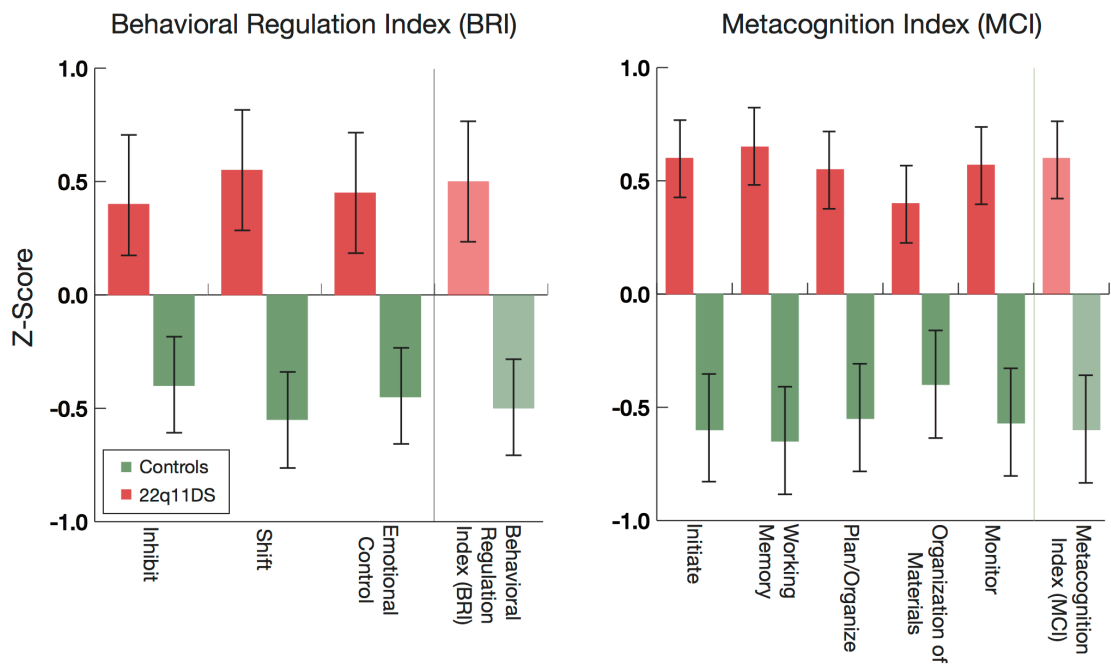 Behavioral Regulation Index (BRI)
1.0
0.5
0.0
-0.5
-1.0
Z-Score
Controls
22q11DS
Inhibit
Shift
Emotional
Control
Behavioral
Regulation
Index (BRI)
Metacognition Index (MCI)
1.0
0.5
0.0
-0.5
-1.0
Initiate
Working
Memory
Plan/Organize
Organization of
Materials
Monitor
Metacognition
Index (MCI)